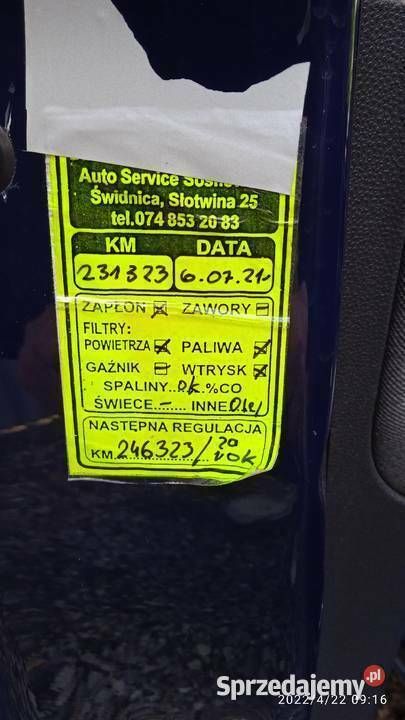 Auto Service
Świdnica, Słotwina 25
tel.074 853 20 83
KM DATA
231323 6.07.21
ZAPŁON ZAWORY
FILTRY:
POWIETRZA PALIWA
GAŹNIK WTRYSK
SPALINY..ok.%CO
ŚWIECE..–.... INNE
NASTĘPNA REGULACJA
KM.246323/ROK
Sprzedajemy.pl
2022/4/22 09:16